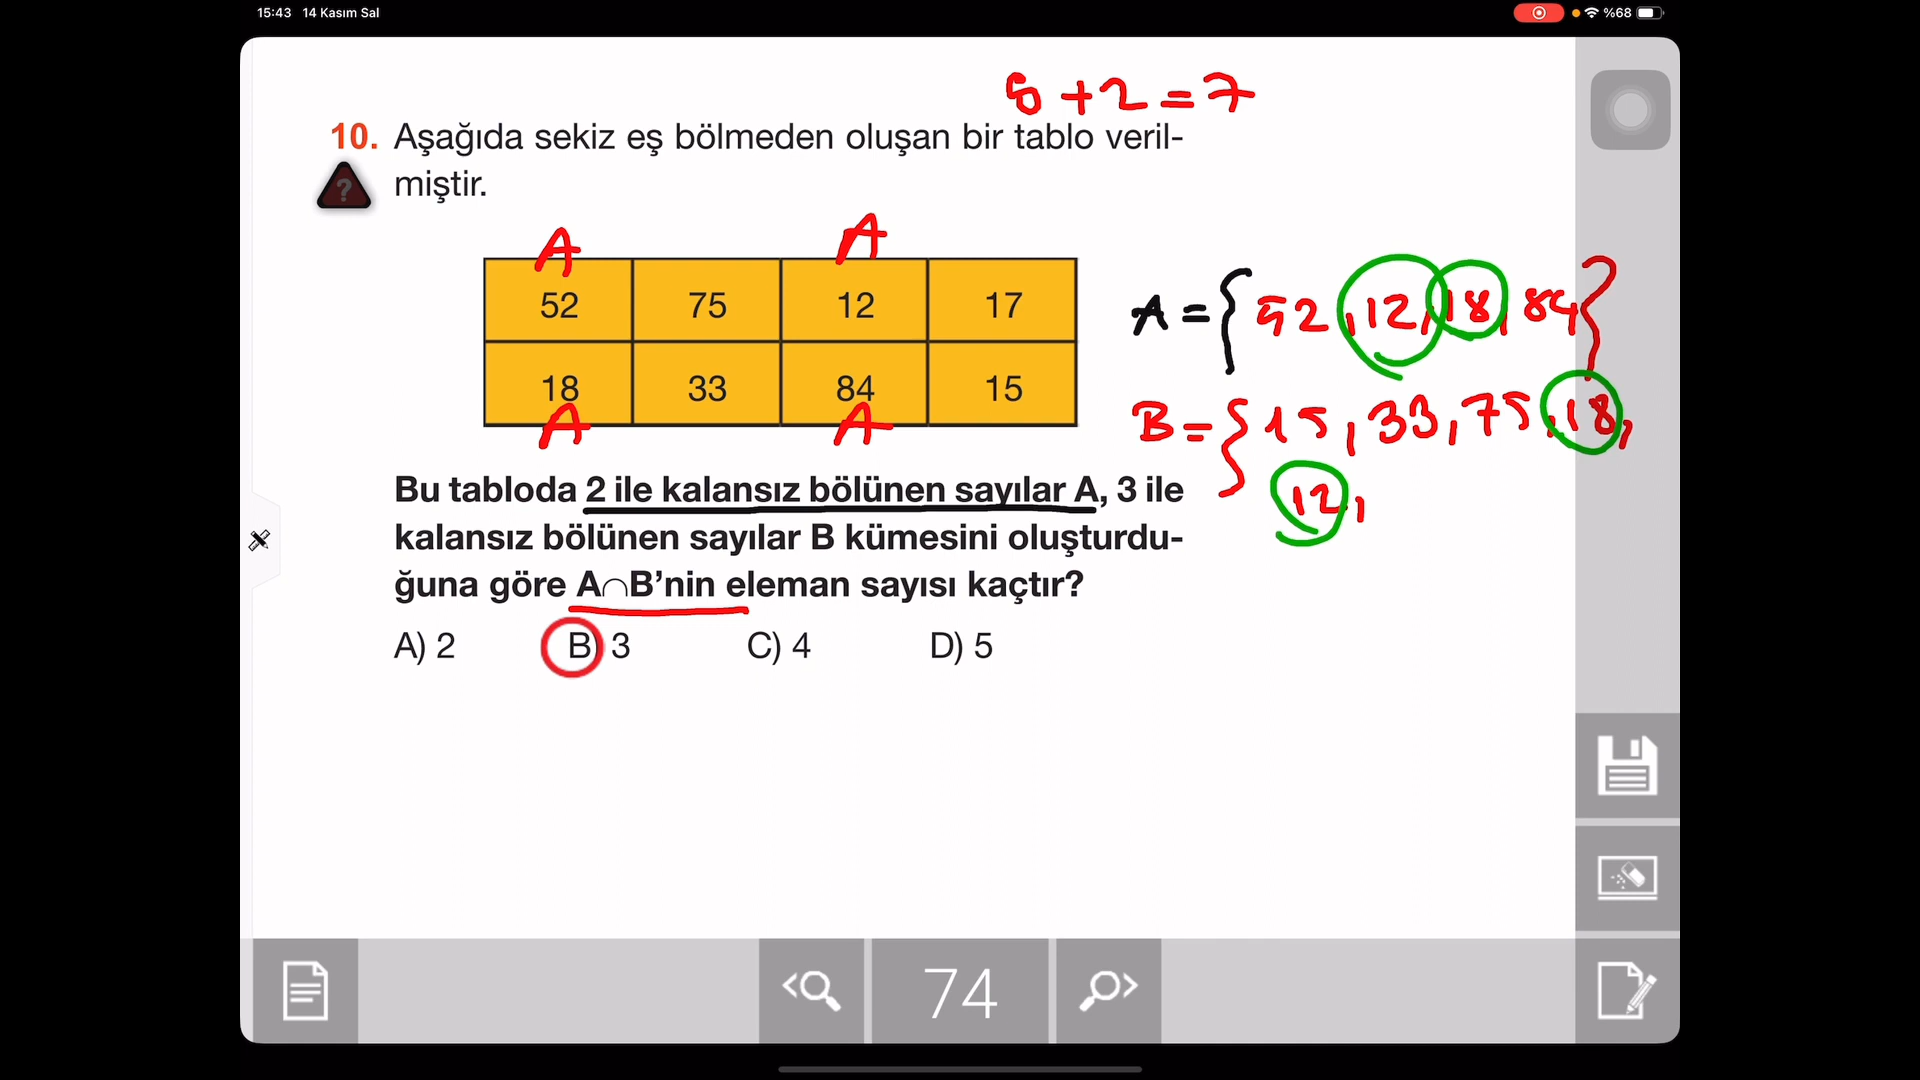 15:43 14 Kasım Sal
%68
5+2=7
10. Aşağıda sekiz eş bölmeden oluşan bir tablo veril-
miştir.
?
A A
52 75 12 17
18 33 84 15
A A
A = {52, 12, 18, 84}
B = {15, 33, 75, 18,
12,
Bu tabloda 2 ile kalansız bölünen sayılar A, 3 ile
kalansız bölünen sayılar B kümesini oluşturdu-
ğuna göre A∩B’nin eleman sayısı kaçtır?
A) 2 B) 3 C) 4 D) 5
74